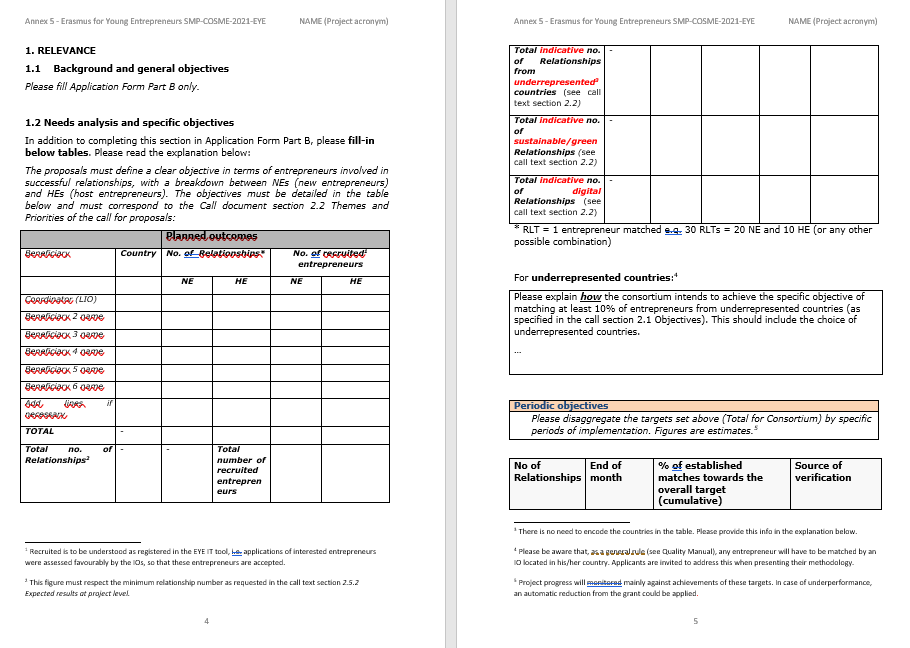 Annex 5 - Erasmus for Young Entrepreneurs SMP-COSME-2021-EYE NAME (Project acronym)
1. RELEVANCE
1.1 Background and general objectives
Please fill Application Form Part B only.
1.2 Needs analysis and specific objectives
In addition to completing this section in Application Form Part B, please fill-in
below tables. Please read the explanation below:
The proposals must define a clear objective in terms of entrepreneurs involved in
successful relationships, with a breakdown between NEs (new entrepreneurs)
and HEs (host entrepreneurs). The objectives must be detailed in the table
below and must correspond to the Call document section 2.2 Themes and
Priorities of the call for proposals:
Planned outcomes
Beneficiary Country No. of Relationships* No. of recruited1
entrepreneurs
NE HE NE HE
Coordinator (LIO)
Beneficiary 2 name
Beneficiary 3 name
Beneficiary 4 name
Beneficiary 5 name
Beneficiary 6 name
Add lines if
necessary
TOTAL -
Total no. of - - Total
Relationships2 number of
recruited
entrepren
eurs
1 Recruited is to be understood as registered in the EYE IT tool, i.e. applications of interested entrepreneurs
were assessed favourably by the IOs, so that these entrepreneurs are accepted.
2 This figure must respect the minimum relationship number as requested in the call text section 2.5.2
Expected results at project level.
4
Annex 5 - Erasmus for Young Entrepreneurs SMP-COSME-2021-EYE NAME (Project acronym)
Total indicative no. -
of Relationships
from
underrepresented3
countries (see call
text section 2.2)
Total indicative no. -
of
sustainable/green
Relationships (see
call text section 2.2)
Total indicative no. -
of digital
Relationships (see
call text section 2.2)
* RLT = 1 entrepreneur matched e.g. 30 RLTs = 20 NE and 10 HE (or any other
possible combination)
For underrepresented countries:4
Please explain how the consortium intends to achieve the specific objective of
matching at least 10% of entrepreneurs from underrepresented countries (as
specified in the call section 2.1 Objectives). This should include the choice of
underrepresented countries.
...
Periodic objectives
Please disaggregate the targets set above (Total for Consortium) by specific
periods of implementation. Figures are estimates.5
No of End of % of established Source of
Relationships month matches towards the verification
overall target
(cumulative)
3 There is no need to encode the countries in the table. Please provide this info in the explanation below.
4 Please be aware that, as a general rule (see Quality Manual), any entrepreneur will have to be matched by an
IO located in his/her country. Applicants are invited to address this when presenting their methodology.
5 Project progress will monitored mainly against achievements of these targets. In case of underperformance,
an automatic reduction from the grant could be applied.
5